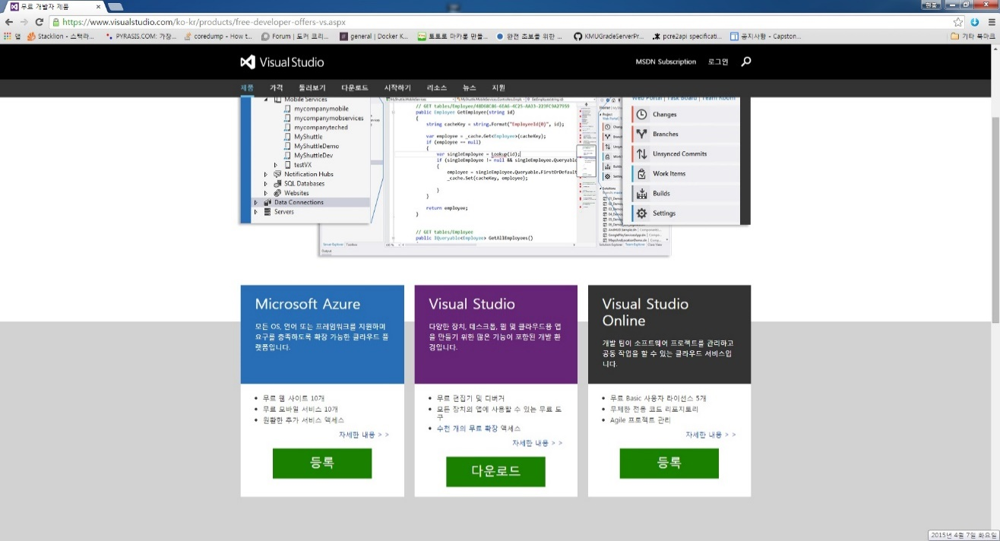 무료 개발자 제품
https://www.visualstudio.com/ko-kr/products/free-developer-offers-vs.aspx
앱 Stacklion - 스택라... PYRASIS.COM: 가장... coredump - How t... Forum | 도커 코리... general | Docker K... 토토로 마카롱 만들... 완전 초보를 위한 ... KMUGradeServerPr... pcre2api specificati... 공지사항 - Capston... 기타 북마크
Visual Studio
MSDN Subscription 로그인
제품 가격 둘러보기 다운로드 시작하기 리소스 뉴스 지원
Mobile Services
mycompanymobile
mycompanymobservices
mycompanyteched
MyShuttle
MyShuttleDemo
MyShuttleDev
testVX
Notification Hubs
SQL Databases
Websites
Data Connections
Servers
public Employee GetEmployee(string id)
{
string cacheKey = string.Format("EmployeeId{0}", id);
var employee = _cache.Get<Employee>(cacheKey);
if (employee == null)
{
var singleEmployee = Lookup(id);
if (singleEmployee != null && singleEmployee.Queryable
{
employee = singleEmployee.Queryable.FirstOrDefault
_cache.Set(cacheKey, employee);
}
}
return employee;
}
// GET tables/Employee
public IQueryable<Employee> GetAllEmployees()
Server Explorer Toolbox
Output
Solution Explorer Team Explorer Class View
Web Portal | Task Board | Team Room
Changes
Branches
Unsynced Commits
Work Items
Builds
Settings
Microsoft Azure
모든 OS, 언어 또는 프레임워크를 지원하며
요구를 충족하도록 확장 가능한 클라우드 플
랫폼입니다.
무료 웹 사이트 10개
무료 모바일 서비스 10개
원활한 추가 서비스 액세스
자세한 내용 > >
등록
Visual Studio
다양한 장치, 데스크톱, 웹 및 클라우드용 앱
을 만들기 위한 많은 기능이 포함된 개발 환
경입니다.
무료 편집기 및 디버거
모든 장치의 앱에 사용할 수 있는 무료 도
구
수천 개의 무료 확장 액세스
자세한 내용 > >
다운로드
Visual Studio
Online
개발 팀이 소프트웨어 프로젝트를 관리하고
공동 작업을 할 수 있는 클라우드 서비스입
니다.
무료 Basic 사용자 라이선스 5개
무제한 전용 코드 리포지토리
Agile 프로젝트 관리
자세한 내용 > >
등록
2015년 4월 7일 화요일